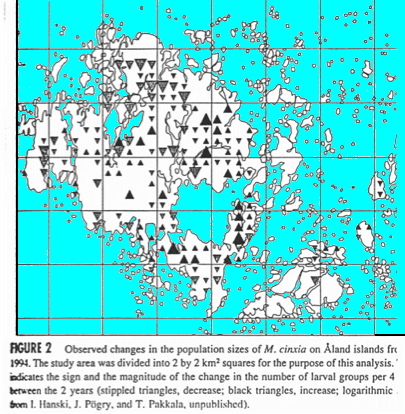 FIGURE 2 Observed changes in the population sizes of M. cinxia on Åland islands fro
1994. The study area was divided into 2 by 2 km² squares for the purpose of this analysis.
indicates the sign and the magnitude of the change in the number of larval groups per 4
between the 2 years (stippled triangles, decrease; black triangles, increase; logarithmic
from I. Hanski, J. Pögry, and T. Pakkala, unpublished).